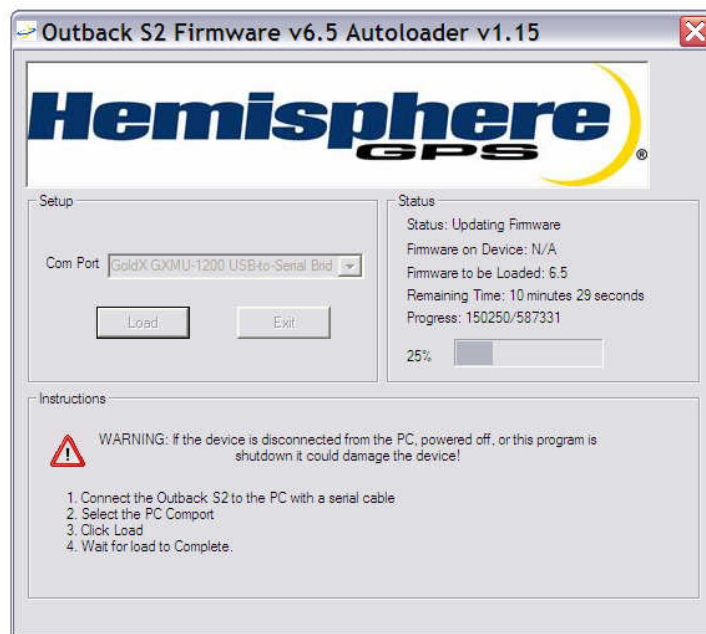 Outback S2 Firmware v6.5 Autoloader v1.15
Hemisphere
GPS ®
Setup
Com Port GoldX GXMU-1200 USB-to-Serial Brid
Load Exit
Status
Status: Updating Firmware
Firmware on Device: N/A
Firmware to be Loaded: 6.5
Remaining Time: 10 minutes 29 seconds
Progress: 150250/587331
25%
Instructions
WARNING: If the device is disconnected from the PC, powered off, or this program is
shutdown it could damage the device!
1. Connect the Outback S2 to the PC with a serial cable
2. Select the PC Comport
3. Click Load
4. Wait for load to Complete.